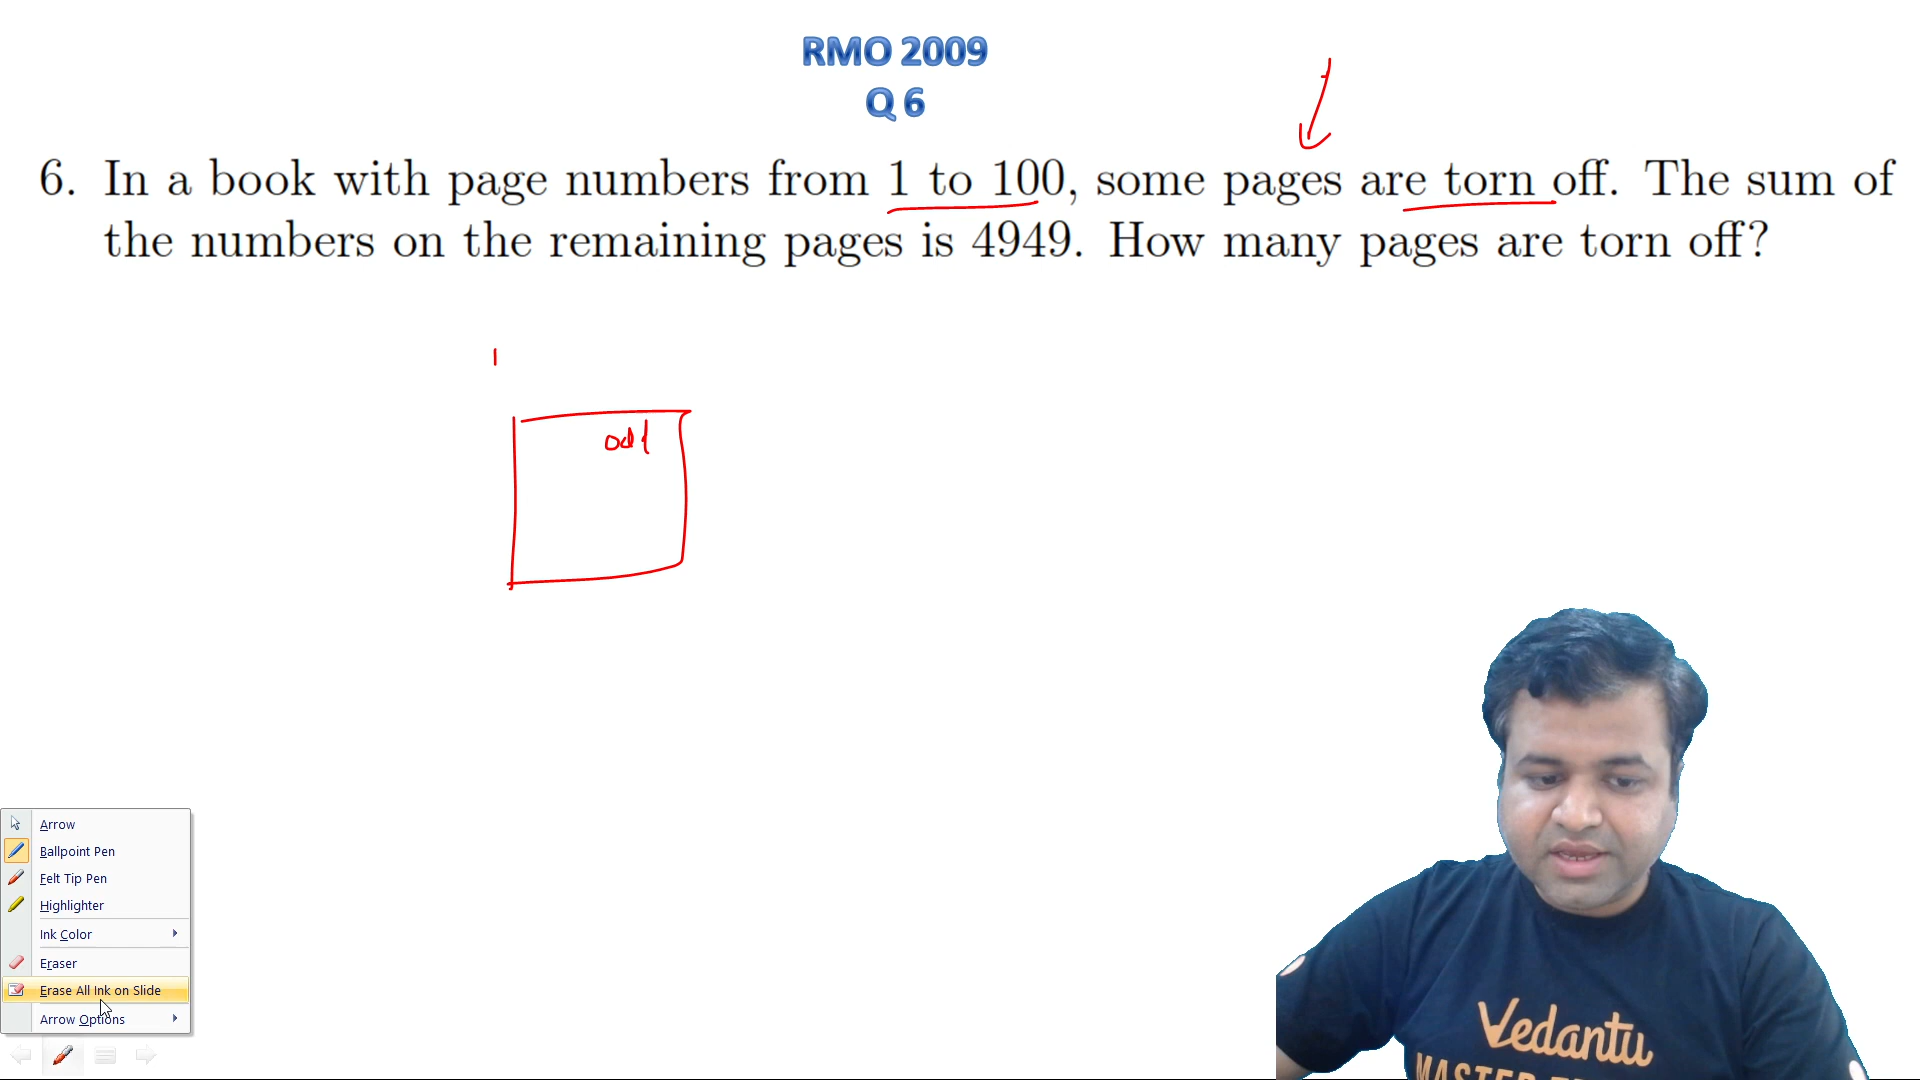 RMO 2009
Q 6
6. In a book with page numbers from 1 to 100, some pages are torn off. The sum of
the numbers on the remaining pages is 4949. How many pages are torn off?
1
odd
Arrow
Ballpoint Pen
Felt Tip Pen
Highlighter
Ink Color
Eraser
Erase All Ink on Slide
Arrow Options
Vedantu
MASTER